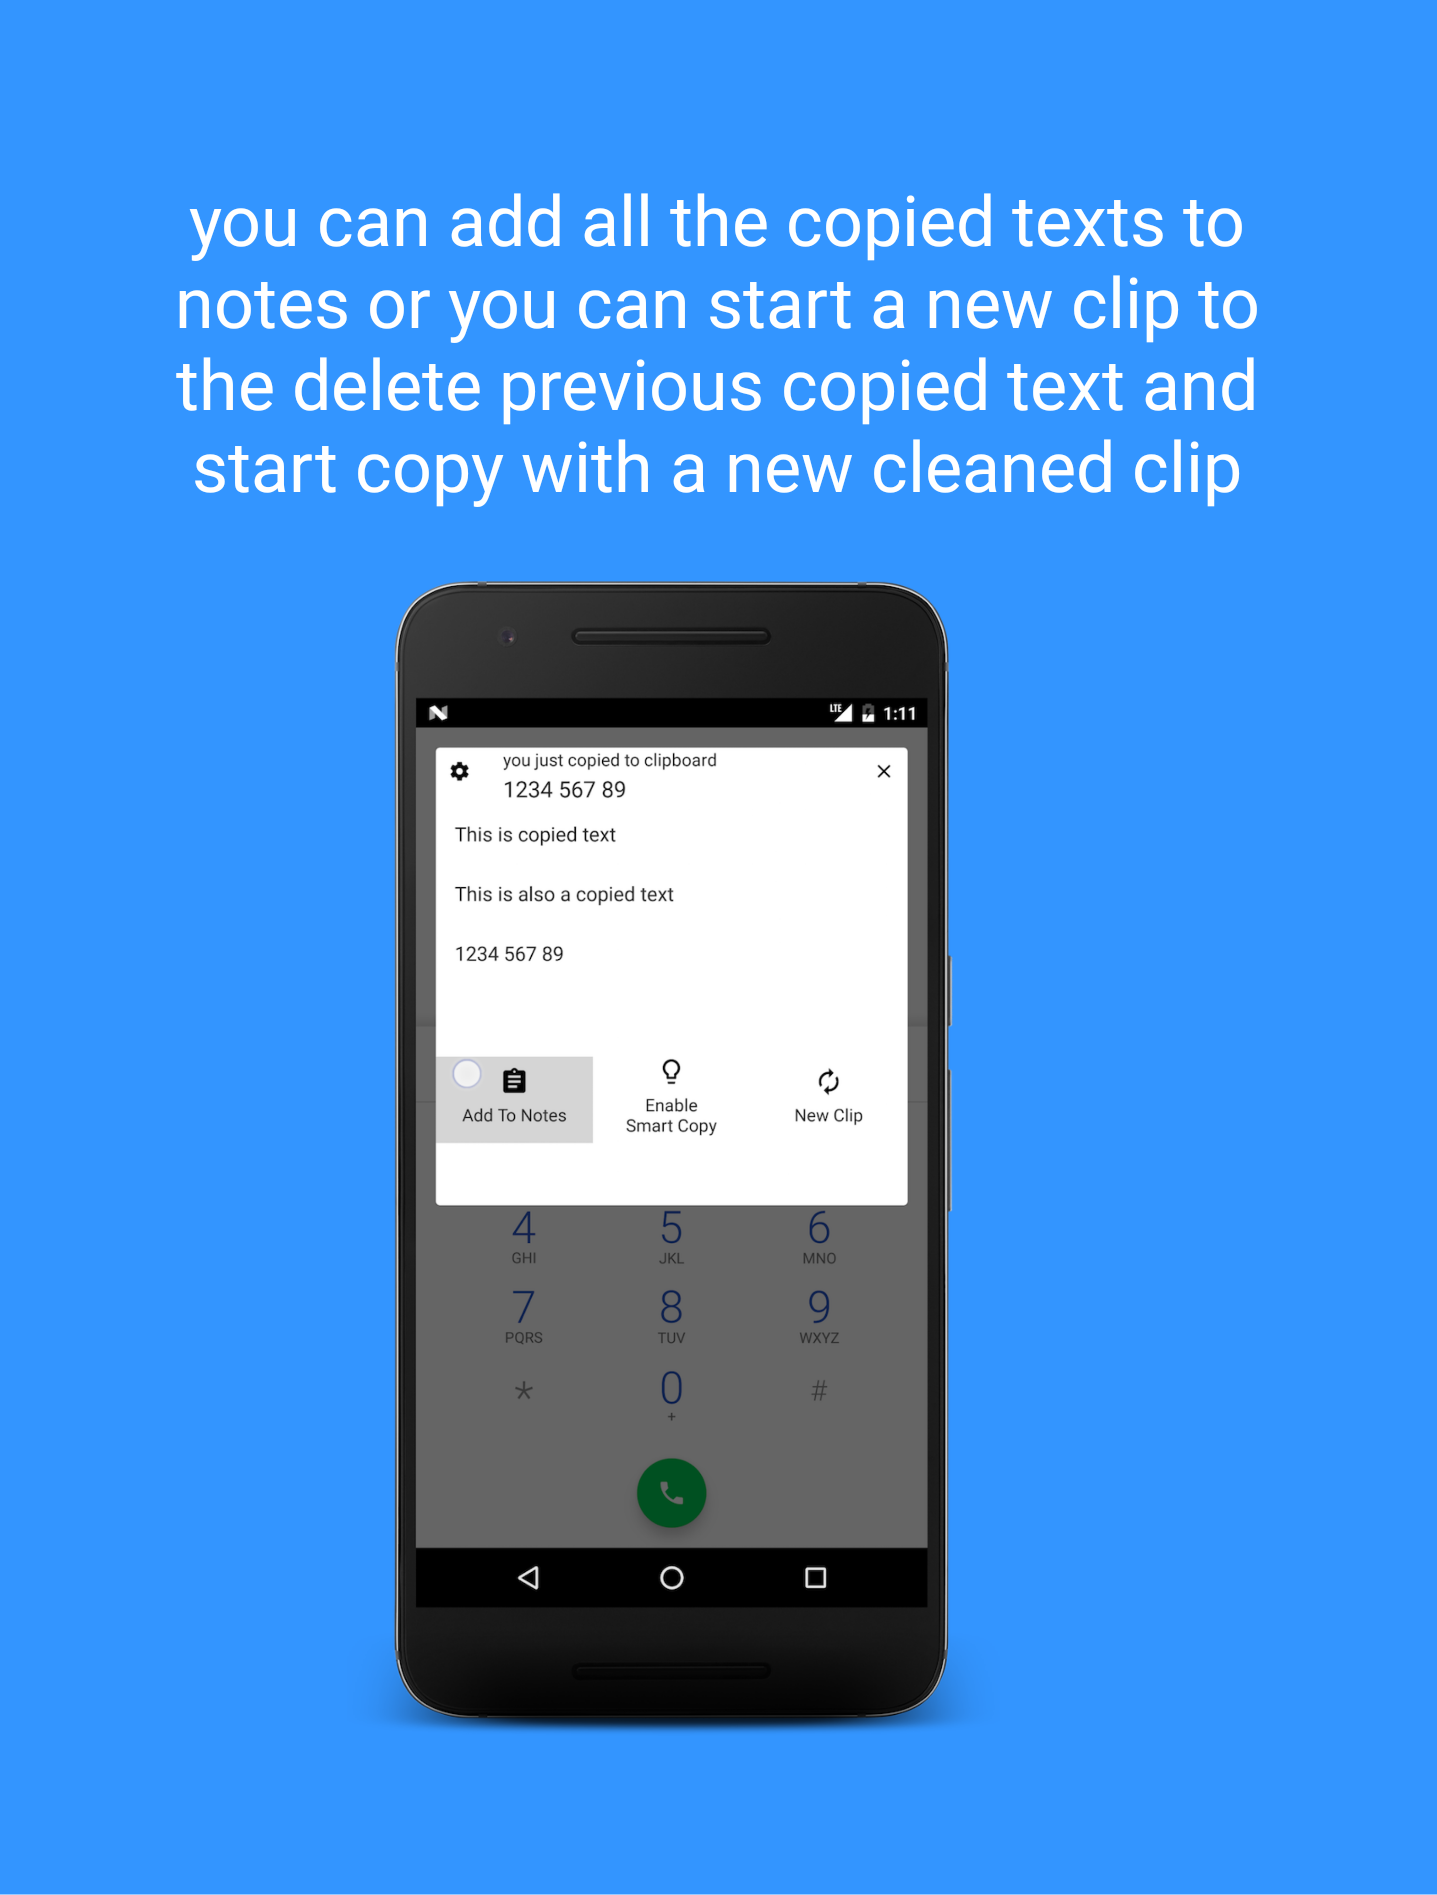 you can add all the copied texts to
notes or you can start a new clip to
the delete previous copied text and
start copy with a new cleaned clip
LTE 1:11
you just copied to clipboard
1234 567 89
This is copied text
This is also a copied text
1234 567 89
Add To Notes
Enable
Smart Copy
New Clip
4 5 6
GHI JKL MNO
7 8 9
PQRS TUV WXYZ
* 0 #
+